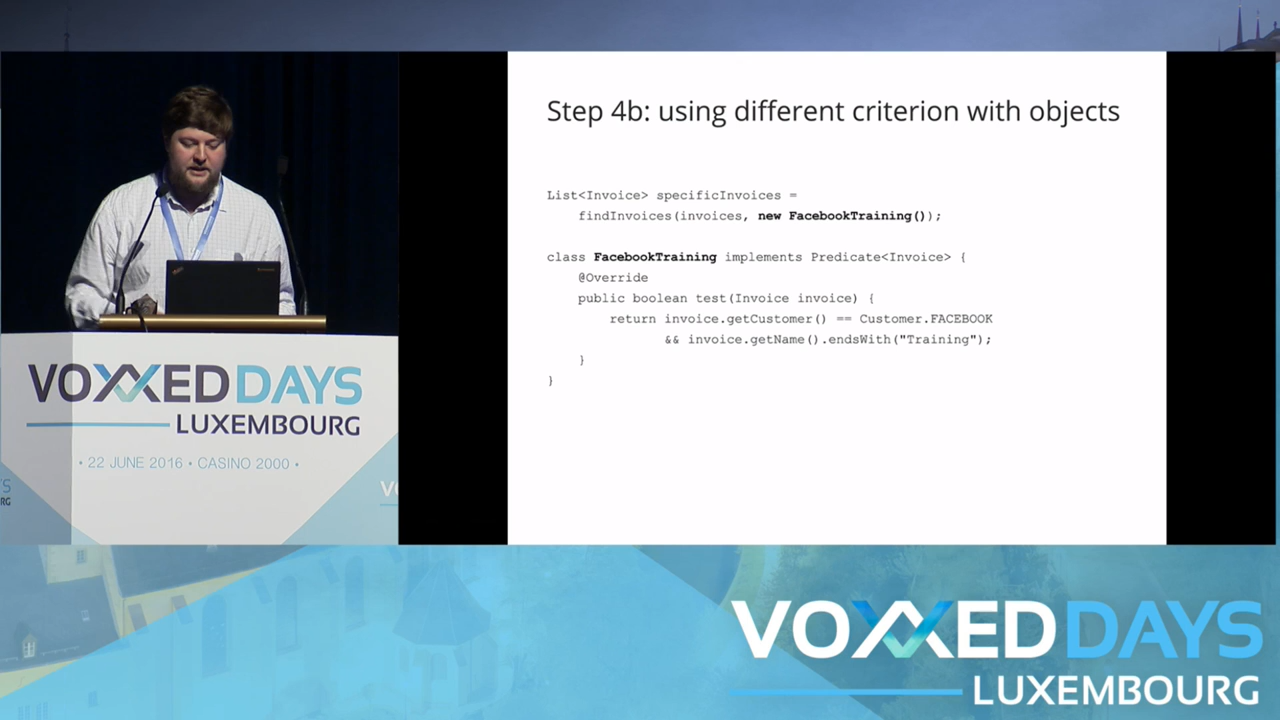 Step 4b: using different criterion with objects
List<Invoice> specificInvoices =
findInvoices(invoices, new FacebookTraining());
class FacebookTraining implements Predicate<Invoice> {
@Override
public boolean test(Invoice invoice) {
return invoice.getCustomer() == Customer.FACEBOOK
&& invoice.getName().endsWith("Training");
}
}
VOXXED DAYS
LUXEMBOURG
• 22 JUNE 2016 • CASINO 2000 •
VOXXED DAYS
LUXEMBOURG